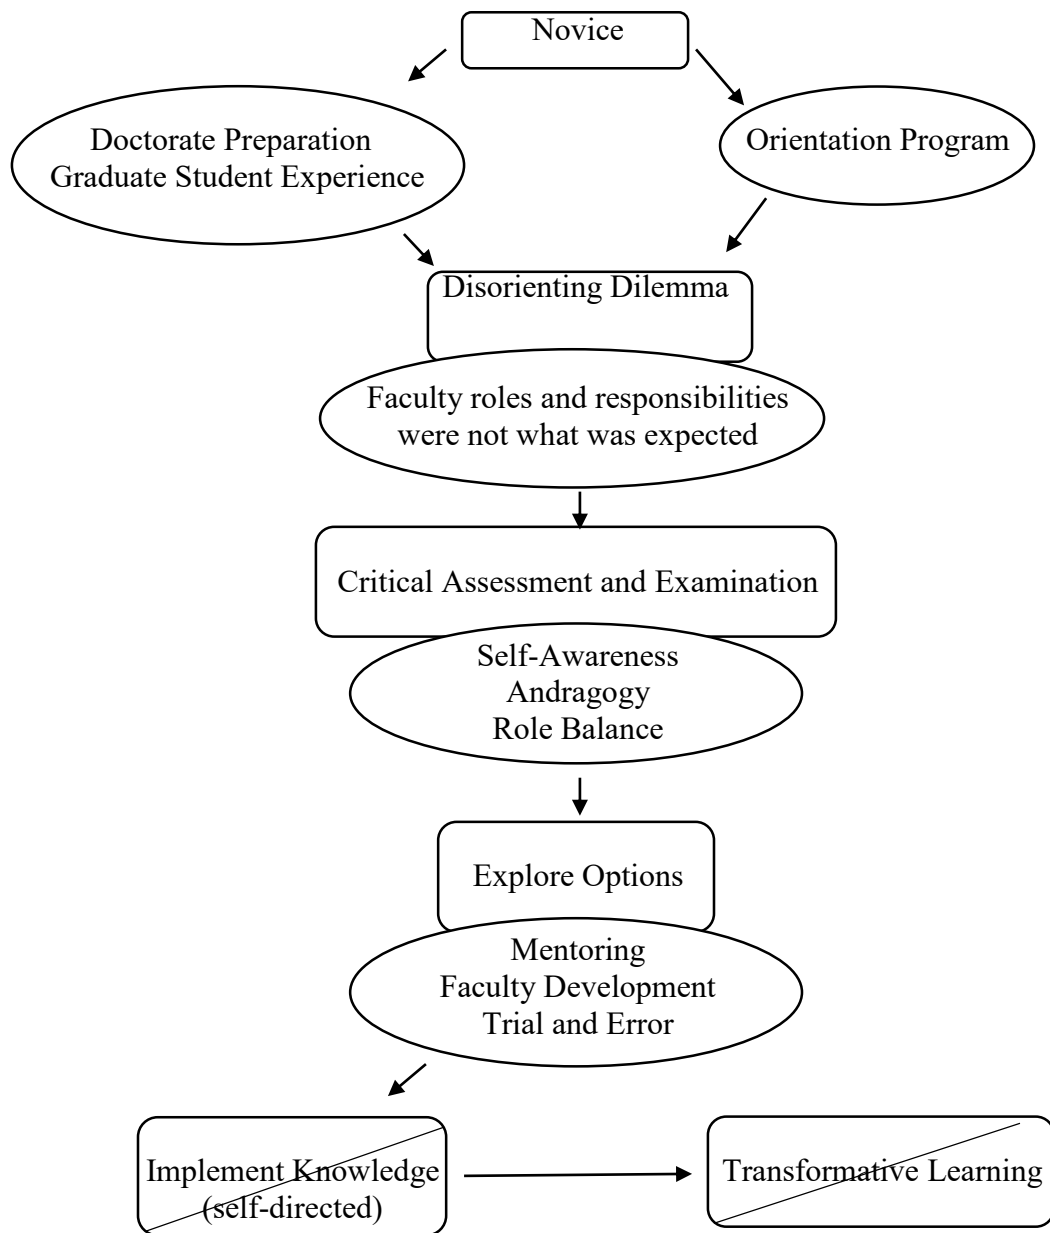 Novice
Doctorate Preparation
Graduate Student Experience
Orientation Program
Disorienting Dilemma
Faculty roles and responsibilities
were not what was expected
Critical Assessment and Examination
Self-Awareness
Andragogy
Role Balance
Explore Options
Mentoring
Faculty Development
Trial and Error
Implement Knowledge
(self-directed)
Transformative Learning